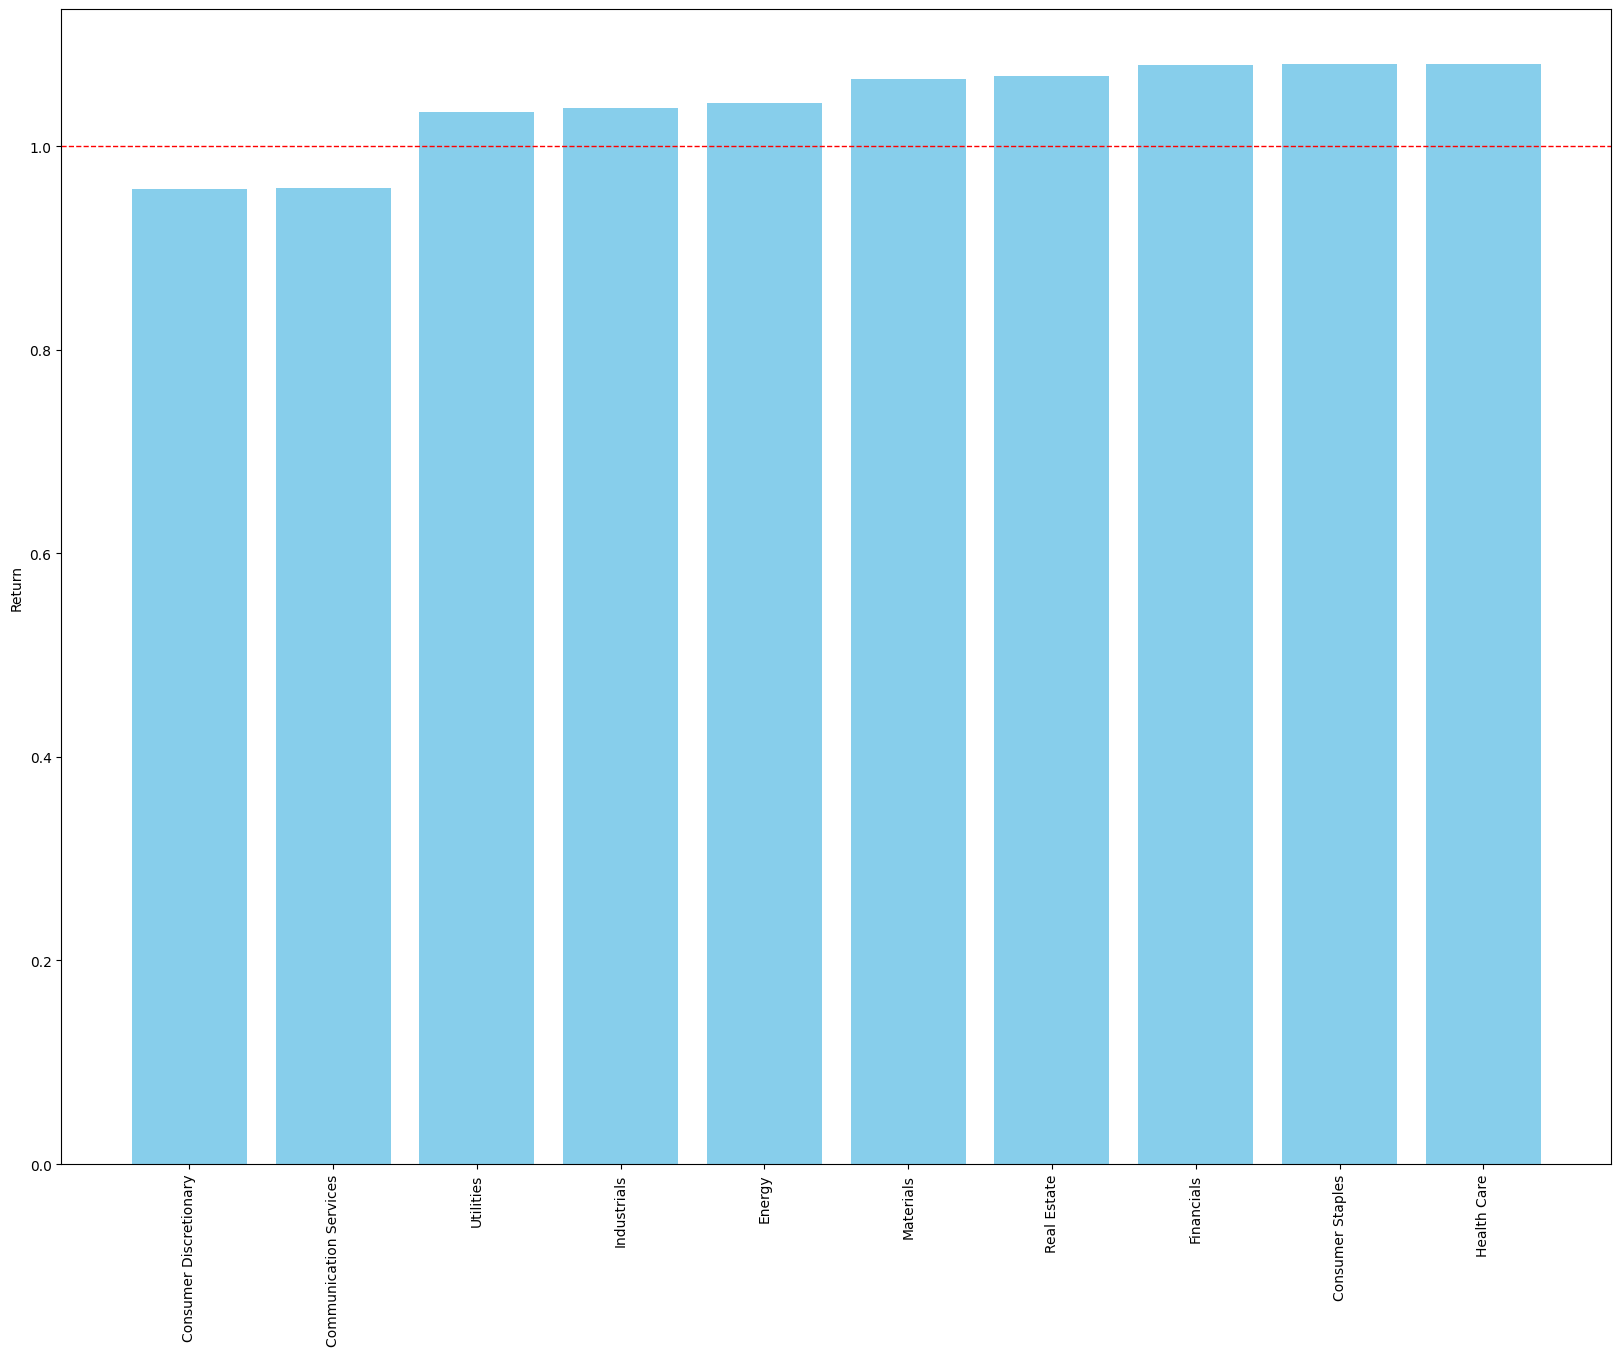 Return
1.0
0.8
0.6
0.4
0.2
0.0
Consumer Discretionary
Communication Services
Utilities
Industrials
Energy
Materials
Real Estate
Financials
Consumer Staples
Health Care